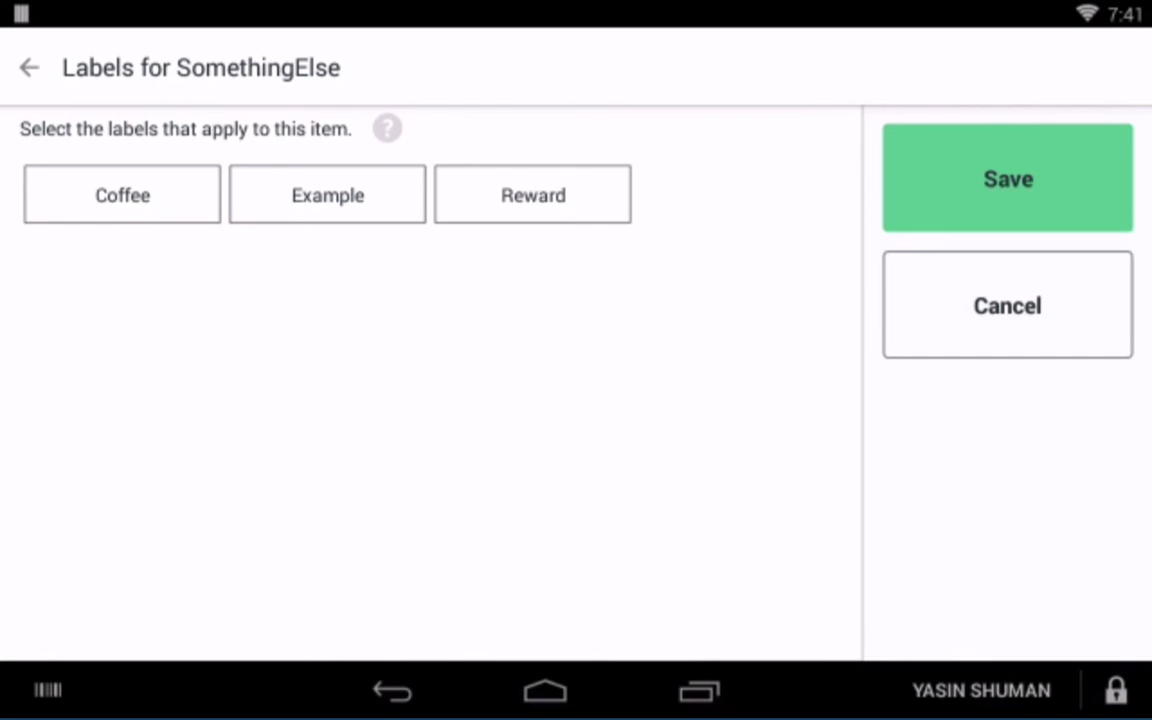 7:41
Labels for SomethingElse
Select the labels that apply to this item. ?
Coffee Example Reward
Save
Cancel
YASIN SHUMAN